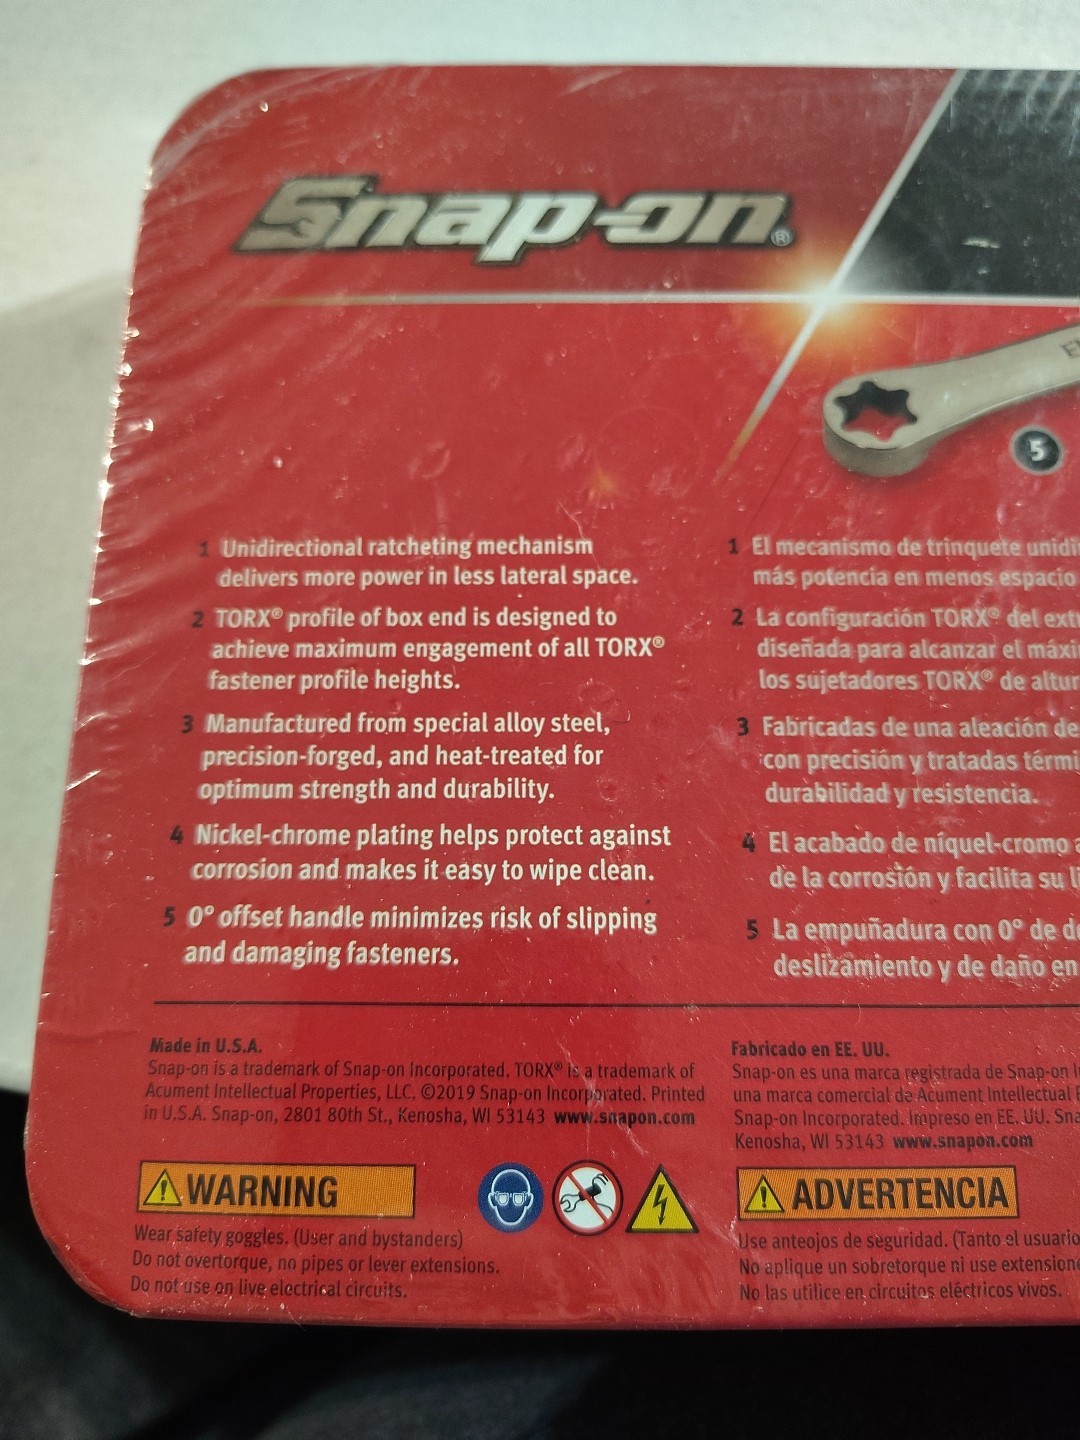 Snap-on®
5
1 Unidirectional ratcheting mechanism
delivers more power in less lateral space.
2 TORX® profile of box end is designed to
achieve maximum engagement of all TORX®
fastener profile heights.
3 Manufactured from special alloy steel,
precision-forged, and heat-treated for
optimum strength and durability.
4 Nickel-chrome plating helps protect against
corrosion and makes it easy to wipe clean.
5 0° offset handle minimizes risk of slipping
and damaging fasteners.
1 El mecanismo de trinquete
más potencia en menos espacio
2 La configuración TORX® del
diseñada para alcanzar el
los sujetadores TORX® de
3 Fabricadas de una aleación de
con precisión y tratadas
durabilidad y resistencia.
4 El acabado de níquel-cromo
de la corrosión y facilita su
5 La empuñadura con 0° de
deslizamiento y de daño en
Made in U.S.A.
Snap-on is a trademark of Snap-on Incorporated. TORX® is a trademark of
Acument Intellectual Properties, LLC. ©2019 Snap-on Incorporated. Printed
in U.S.A. Snap-on, 2801 80th St., Kenosha, WI 53143 www.snapon.com
Fabricado en EE. UU.
Snap-on es una marca registrada de Snap-on
una marca comercial de Acument Intellectual
Snap-on Incorporated. Impreso en EE. UU.
Kenosha, WI 53143 www.snapon.com
WARNING
Wear safety goggles. (User and bystanders)
Do not overtorque, no pipes or lever extensions.
Do not use on live electrical circuits.
ADVERTENCIA
Use anteojos de seguridad. (Tanto el usuario
No aplique un sobretorque ni use
No las utilice en circuitos eléctricos vivos.